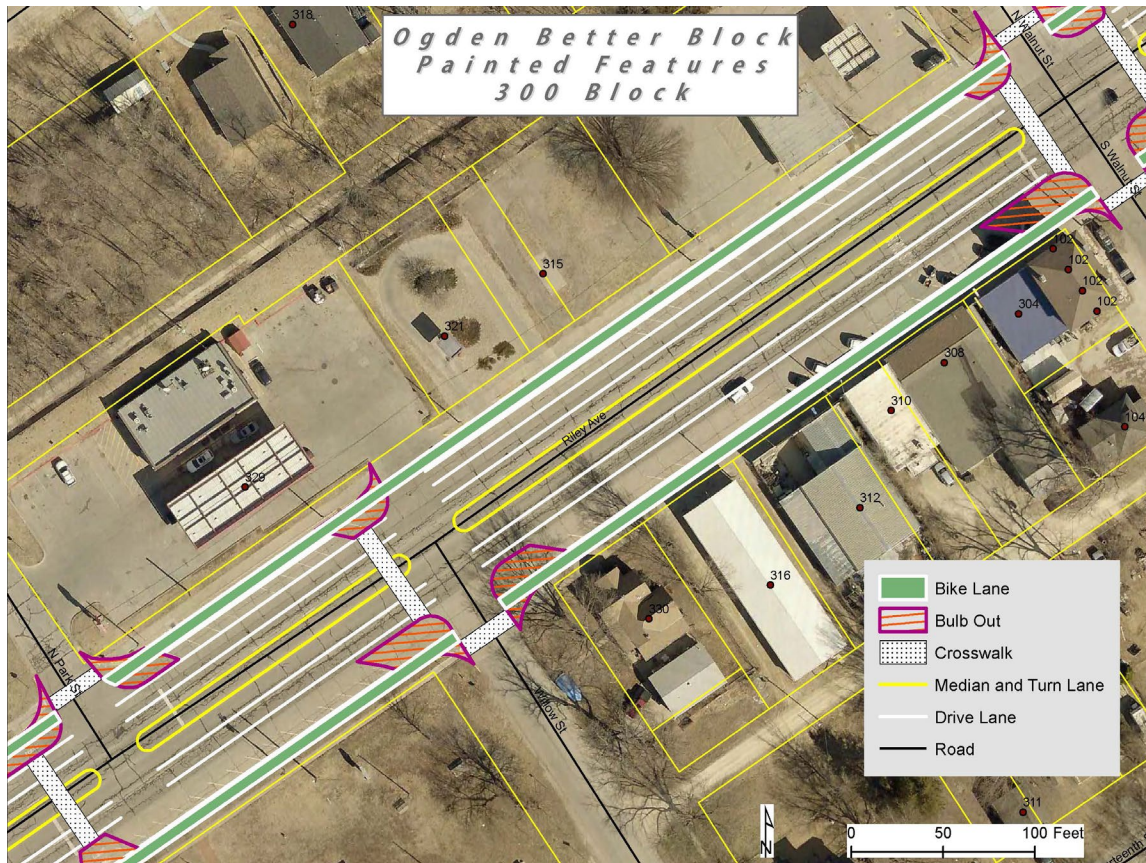 Ogden Better Block
Painted Features
300 Block
318
N Walnut St
S Walnut S
315
321
102
102
102
102
304
308
310
Riley Ave
329
312
316
330
N Park St
Willow St
311
Bike Lane
Bulb Out
Crosswalk
Median and Turn Lane
Drive Lane
Road
N
0 50 100 Feet